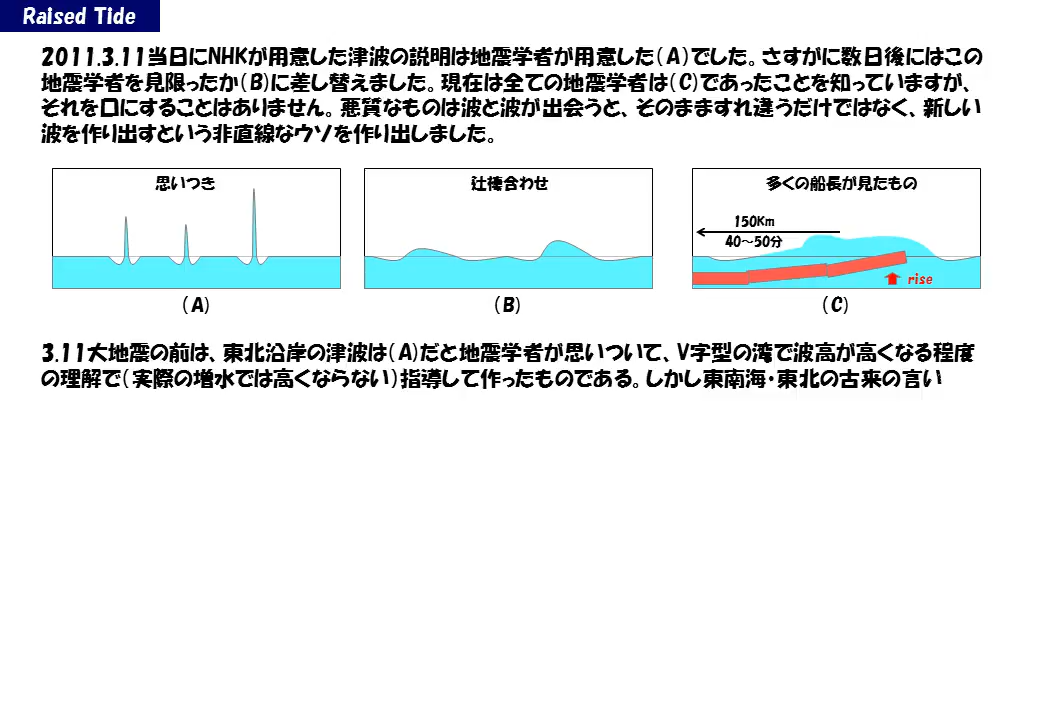 Raised Tide
2011.3.11当日にNHKが用意した津波の説明は地震学者が用意した(A)でした。さすがに数日後にはこの
地震学者を見限ったか(B)に差し替えました。現在は全ての地震学者は(C)であったことを知っていますが、
それを口にすることはありません。悪質なものは波と波が出会うと、そのまますれ違うだけではなく、新しい
波を作り出すという非直線なウソを作り出しました。
思いつき
辻褄合わせ
多くの船長が見たもの
150Km
40～50分
rise
(A)
(B)
(C)
3.11大地震の前は、東北沿岸の津波は(A)だと地震学者が思いついて、V字型の湾で波高が高くなる程度
の理解で(実際の増水では高くならない)指導して作ったものである。しかし東南海・東北の古来の言い